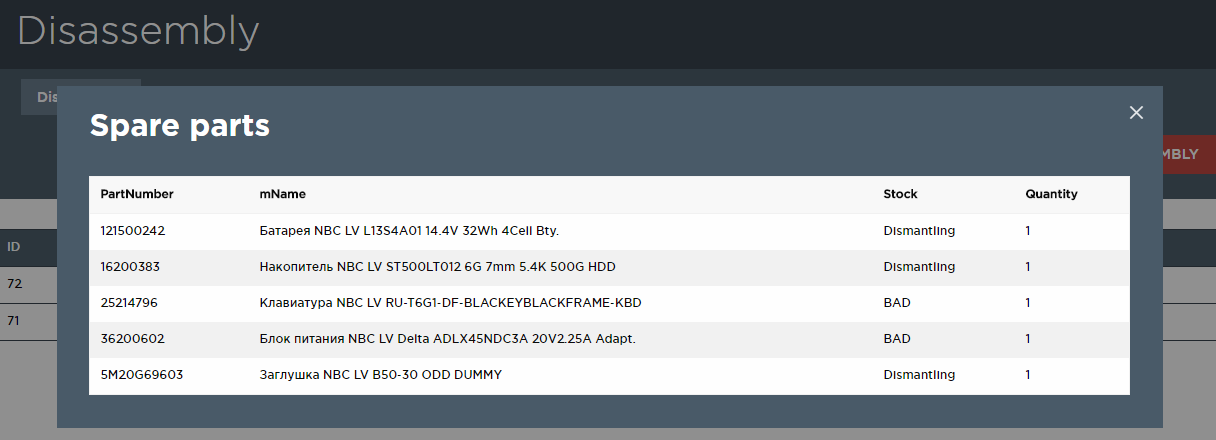 Disassembly
Dis
Spare parts
MBLY
PartNumber mName Stock Quantity
121500242 Батарея NBC LV L13S4A01 14.4V 32Wh 4Cell Bty. Dismantling 1
ID
16200383 Накопитель NBC LV ST500LT012 6G 7mm 5.4K 500G HDD Dismantling 1
72
25214796 Клавиатура NBC LV RU-T6G1-DF-BLACKEYBLACKFRAME-KBD BAD 1
71
36200602 Блок питания NBC LV Delta ADLX45NDC3A 20V2.25A Adapt. BAD 1
5M20G69603 Заглушка NBC LV B50-30 ODD DUMMY Dismantling 1